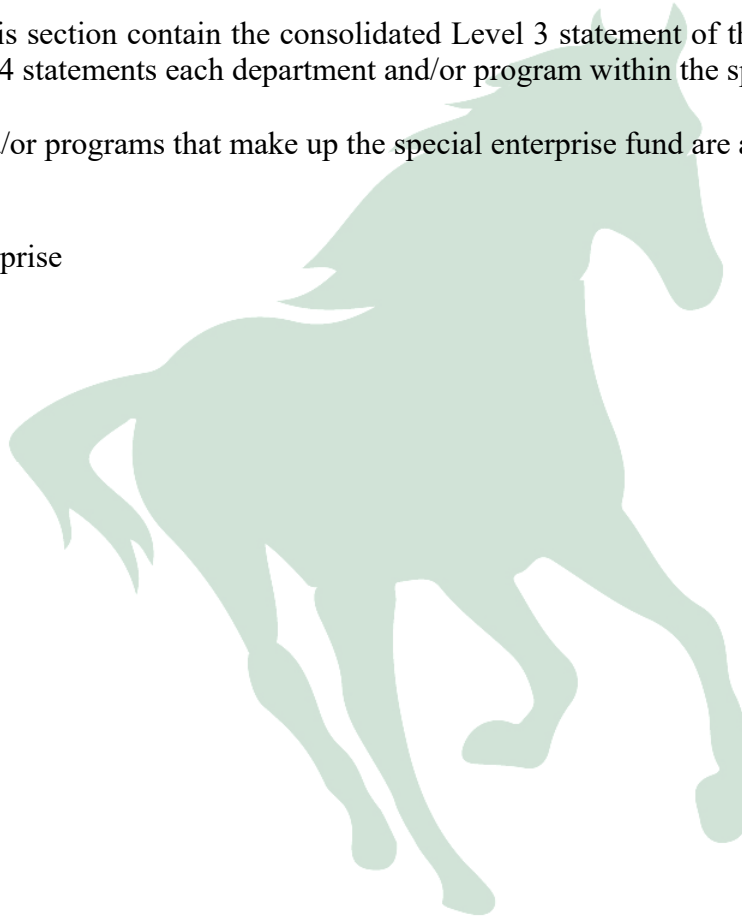 is section contain the consolidated Level 3 statement of th
4 statements each department and/or program within the sp
/or programs that make up the special enterprise fund are a
prise